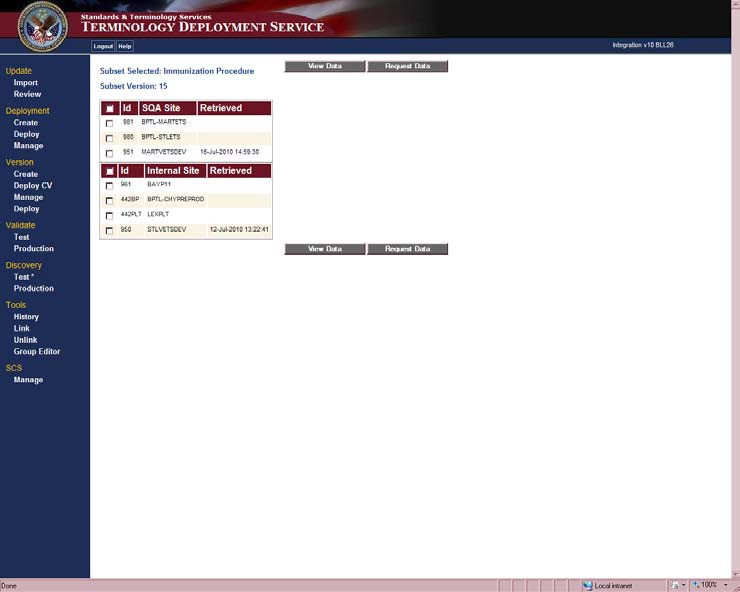 Standards & Terminology Services
TERMINOLOGY DEPLOYMENT SERVICE
Logout Help
Integration v10 BLL26
Update
Import
Review
Deployment
Create
Deploy
Manage
Version
Create
Deploy CV
Manage
Deploy
Validate
Test
Production
Discovery
Test *
Production
Tools
History
Link
Unlink
Group Editor
SCS
Manage
Subset Selected: Immunization Procedure
Subset Version: 15
View Data Request Data
Id SQA Site Retrieved
981 BPTL-MARTETS
980 BPTL-STLETS
951 MARTVETSDEV 16-Jul-2010 14:59:30
Id Internal Site Retrieved
961 BAYP11
442BP BPTL-CHYPREPROD
442PLT LEXPLT
950 STLVETSDEV 12-Jul-2010 13:22:41
View Data Request Data
Done
Local intranet
100%